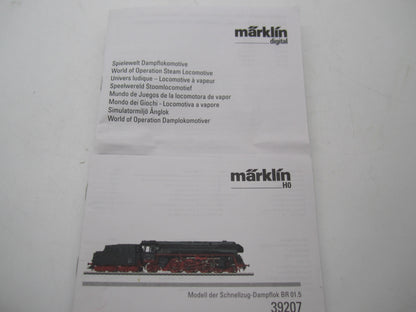 märklín
digital
Spielewelt Dampflokomotive
World of Operation Steam Locomotive
Univers ludique – Locomotive à vapeur
Speelwereld Stoomlocomotief
Mundo de Juegos de la locomotora de vapor
Mondo dei Giochi - Locomotiva a vapore
Simulatormiljö Ånglok
World of Operation Damplokomotiver
märklín
H0
Modell der Schnellzug-Dampflok BR 01.5
39207